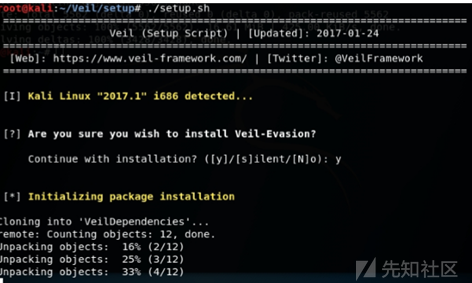 root@kali:~/Veil/setup# ./setup.sh
================================================================
Veil (Setup Script) | [Updated]: 2017-01-24
================================================================
[Web]: https://www.veil-framework.com/ | [Twitter]: @VeilFramework
================================================================
[I] Kali Linux "2017.1" i686 detected...
[?] Are you sure you wish to install Veil-Evasion?
Continue with installation? ([y]/[s]ilent/[N]o): y
[*] Initializing package installation
Cloning into 'VeilDependencies'...
remote: Counting objects: 12, done.
Unpacking objects:  16% (2/12)
Unpacking objects:  25% (3/12)
Unpacking objects:  33% (4/12)
先知社区